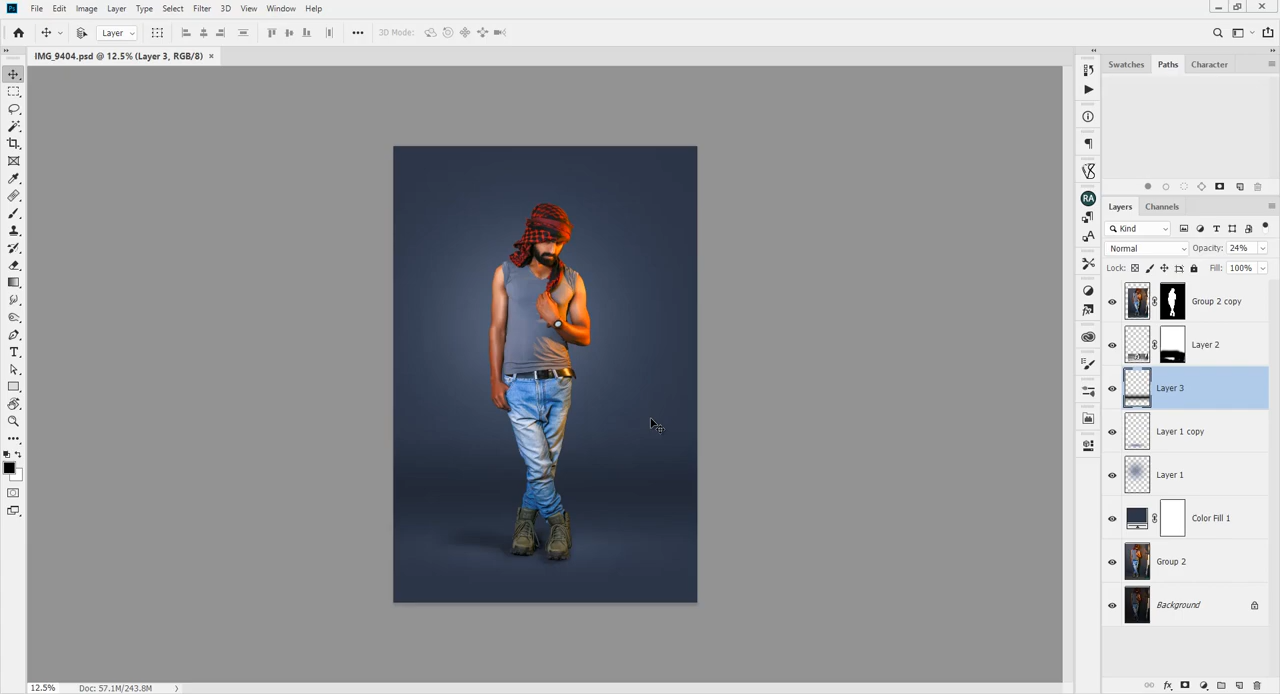 Ps File Edit Image Layer Type Select Filter 3D View Window Help
Layer 3D Mode:
IMG_9404.psd @ 12.5% (Layer 3, RGB/8) ×
Swatches Paths Character
RA
Layers Channels
Kind
Normal Opacity: 24%
Lock: Fill: 100%
Group 2 copy
Layer 2
Layer 3
Layer 1 copy
Layer 1
Color Fill 1
Group 2
Background
12.5% Doc: 57.1M/243.8M